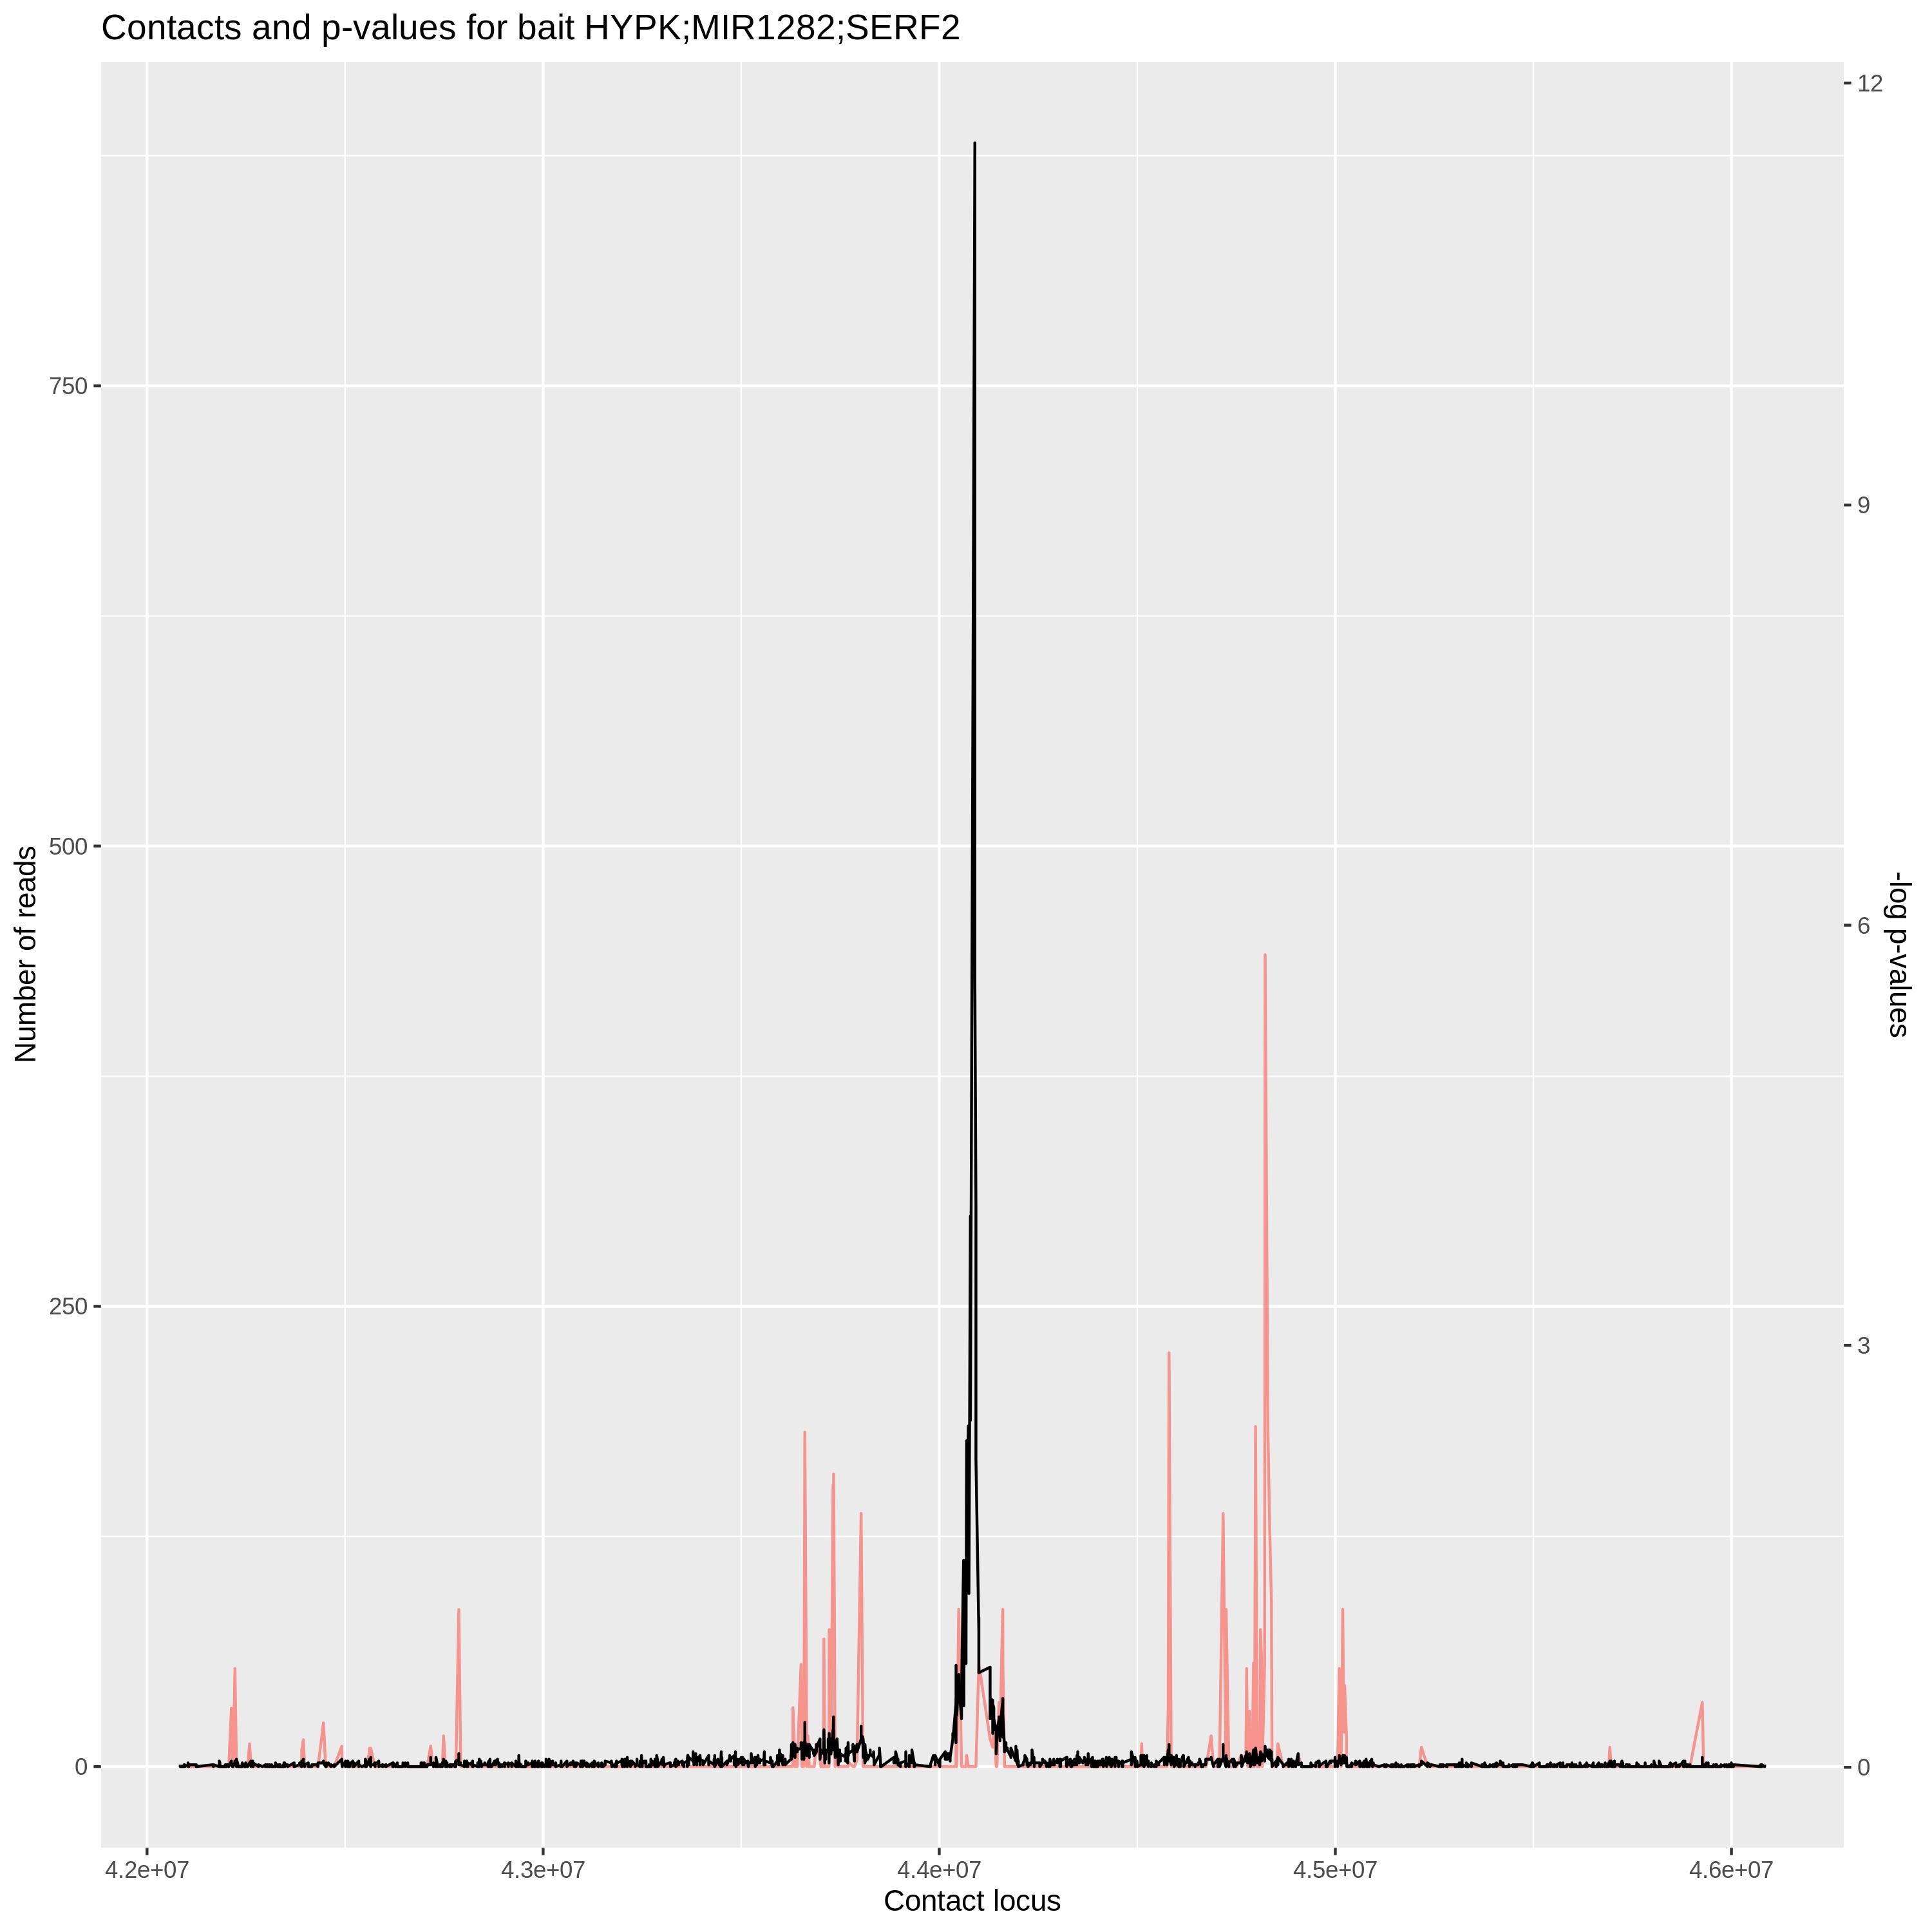 Contacts and p-values for bait HYPK;MIR1282;SERF2
12
750
9
500
6
Number of reads
-log p-values
250
3
0
0
4.2e+07
4.3e+07
4.4e+07
4.5e+07
4.6e+07
Contact locus